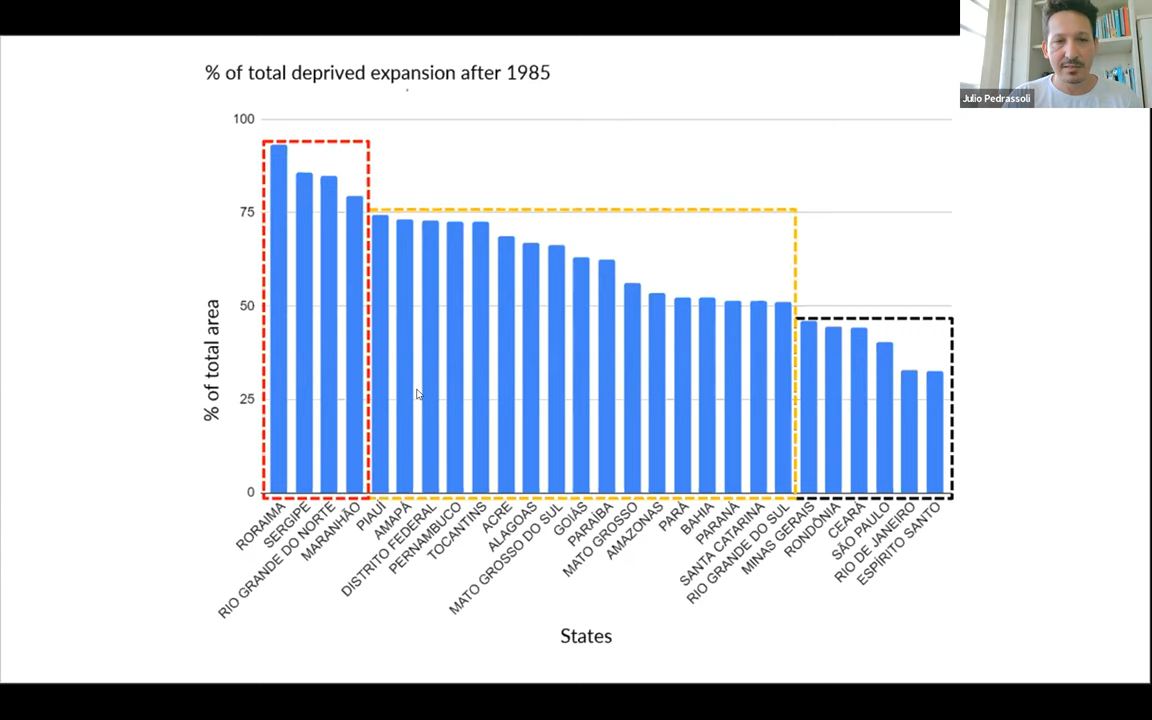 Julio Pedrassoli
% of total deprived expansion after 1985
% of total area
100
75
50
25
0
RORAIMA
SERGIPE
RIO GRANDE DO NORTE
MARANHÃO
PIAUÍ
AMAPÁ
DISTRITO FEDERAL
PERNAMBUCO
TOCANTINS
ACRE
ALAGOAS
MATO GROSSO DO SUL
GOIÁS
PARAÍBA
MATO GROSSO
AMAZONAS
PARÁ
BAHIA
PARANÁ
SANTA CATARINA
RIO GRANDE DO SUL
MINAS GERAIS
RONDÔNIA
CEARÁ
SÃO PAULO
RIO DE JANEIRO
ESPÍRITO SANTO
States